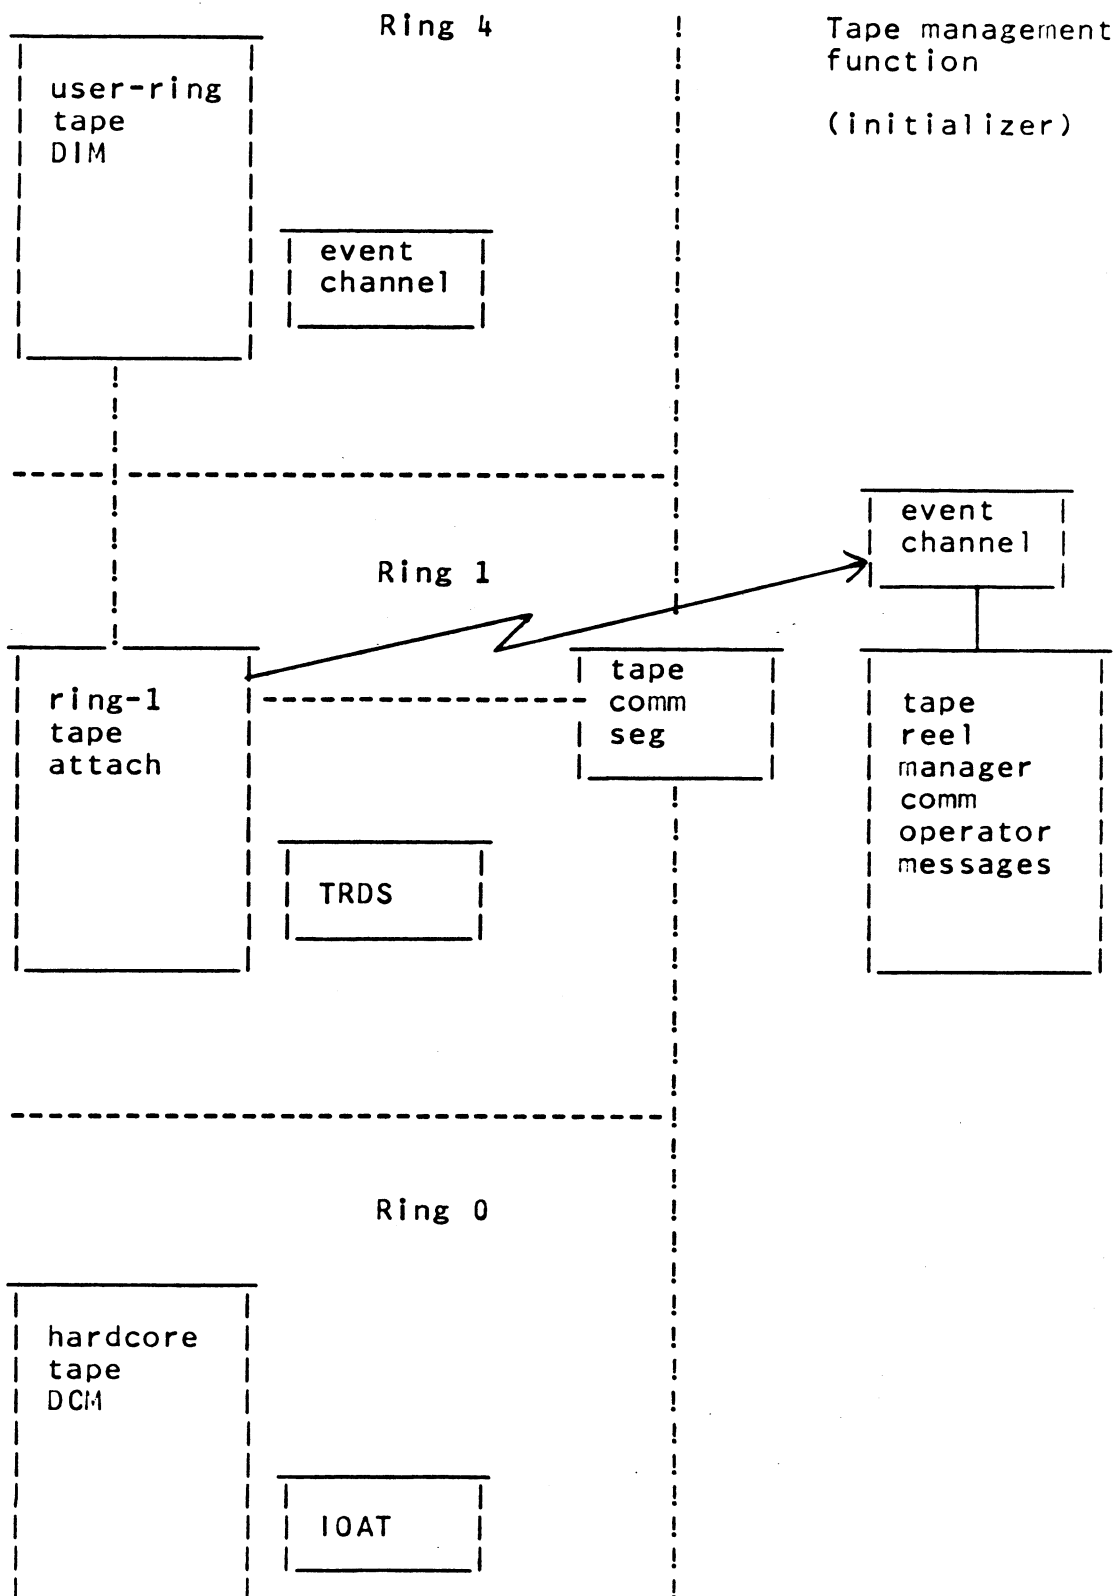 Ring 4
Tape management
function
(initializer)
user-ring
tape
DIM
event
channel
event
channel
Ring 1
ring-1
tape
attach
tape
comm
seg
tape
reel
manager
comm
operator
messages
TRDS
Ring 0
hardcore
tape
DCM
IOAT